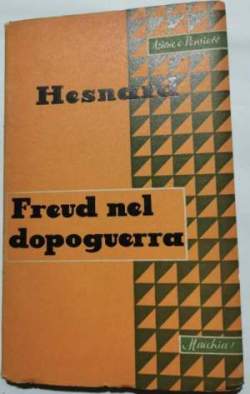 Azione e Pensiero
Hesnard
Freud nel
dopoguerra
Macchia